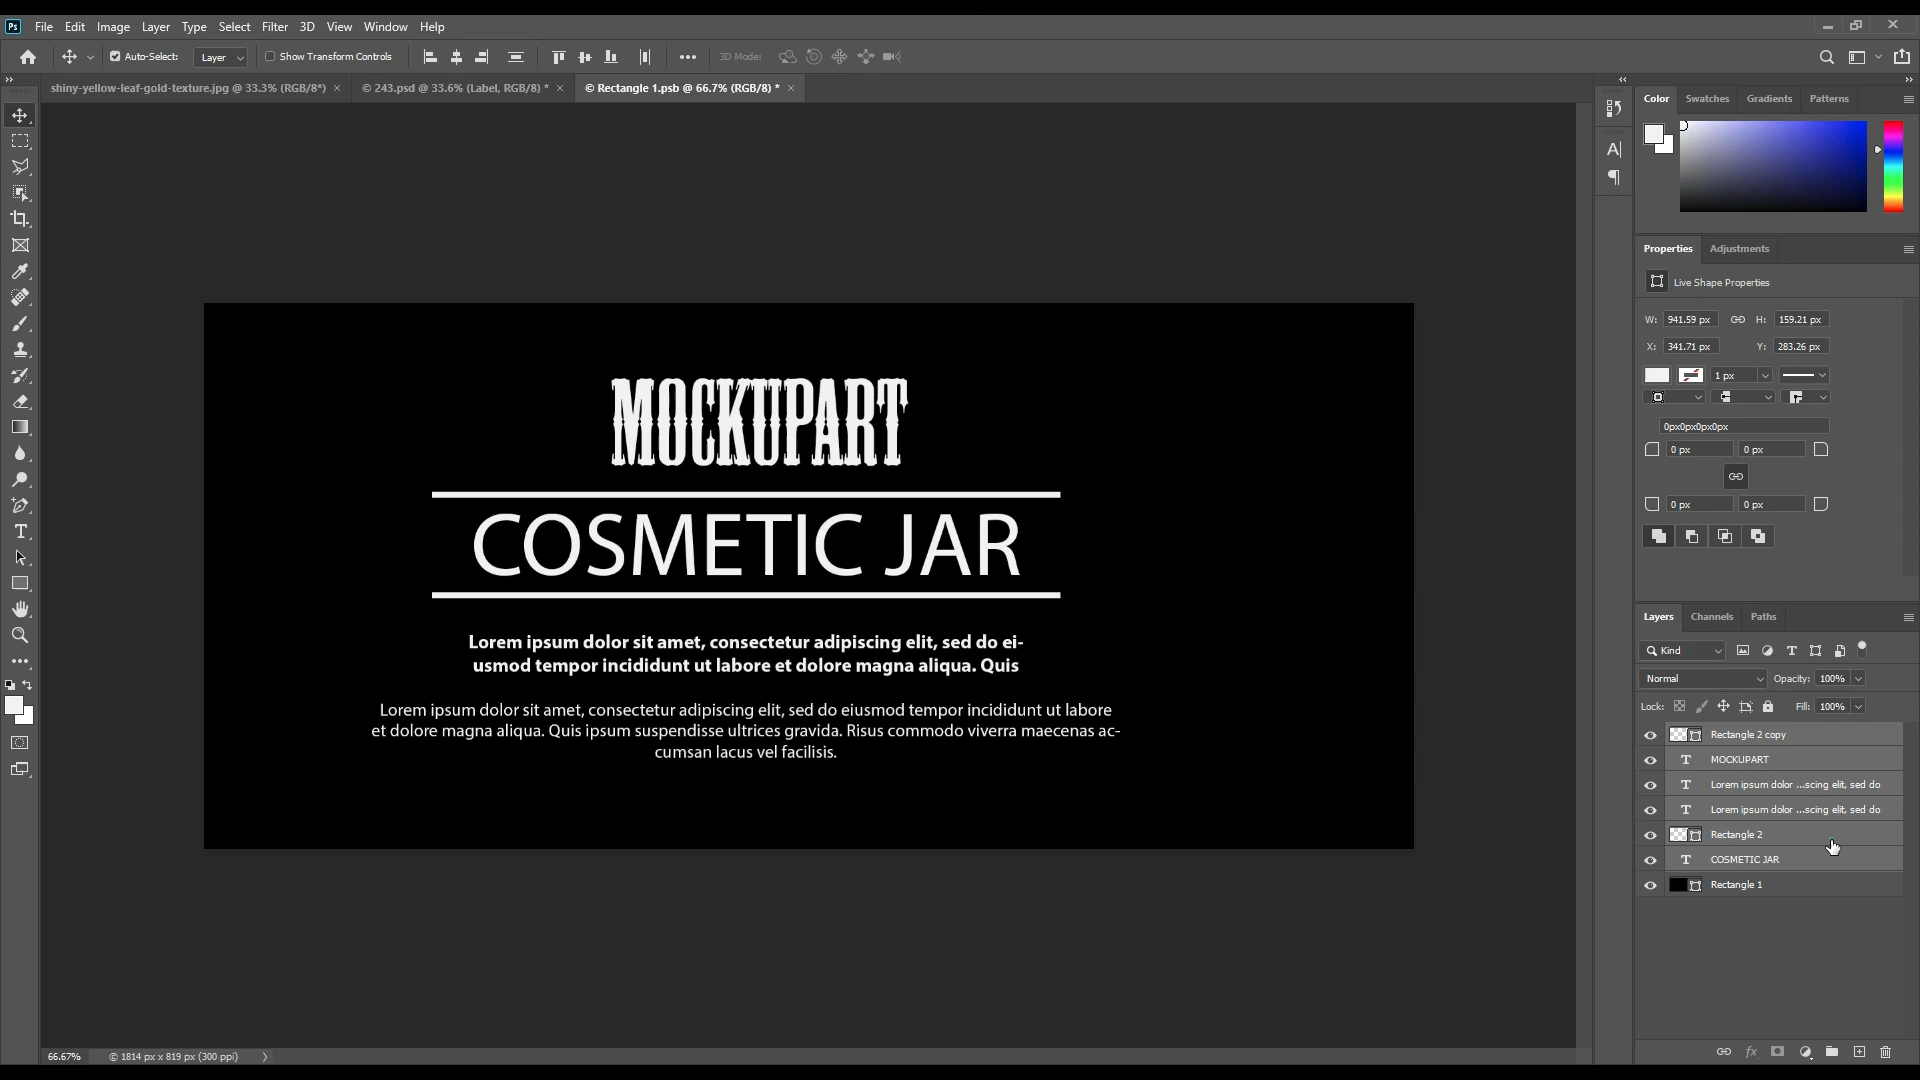 Ps File Edit Image Layer Type Select Filter 3D View Window Help
Auto-Select: Layer Show Transform Controls 3D Mode:
shiny-yellow-leaf-gold-texture.jpg @ 33.3% (RGB/8*) × © 243.psd @ 33.6% (Label, RGB/8) * × © Rectangle 1.psb @ 66.7% (RGB/8) * ×
Color Swatches Gradients Patterns
Properties Adjustments
Live Shape Properties
W: 941.59 px H: 159.21 px
X: 341.71 px Y: 283.26 px
1 px
0px0px0px0px
0 px 0 px
0 px 0 px
MOCKUPART
COSMETIC JAR
Lorem ipsum dolor sit amet, consectetur adipiscing elit, sed do ei-
usmod tempor incididunt ut labore et dolore magna aliqua. Quis
Lorem ipsum dolor sit amet, consectetur adipiscing elit, sed do eiusmod tempor incididunt ut labore
et dolore magna aliqua. Quis ipsum suspendisse ultrices gravida. Risus commodo viverra maecenas ac-
cumsan lacus vel facilisis.
Layers Channels Paths
Kind
Normal Opacity: 100%
Lock: Fill: 100%
Rectangle 2 copy
T MOCKUPART
T Lorem ipsum dolor ...scing elit, sed do
T Lorem ipsum dolor ...scing elit, sed do
Rectangle 2
T COSMETIC JAR
Rectangle 1
66.67% © 1814 px x 819 px (300 ppi)
fx